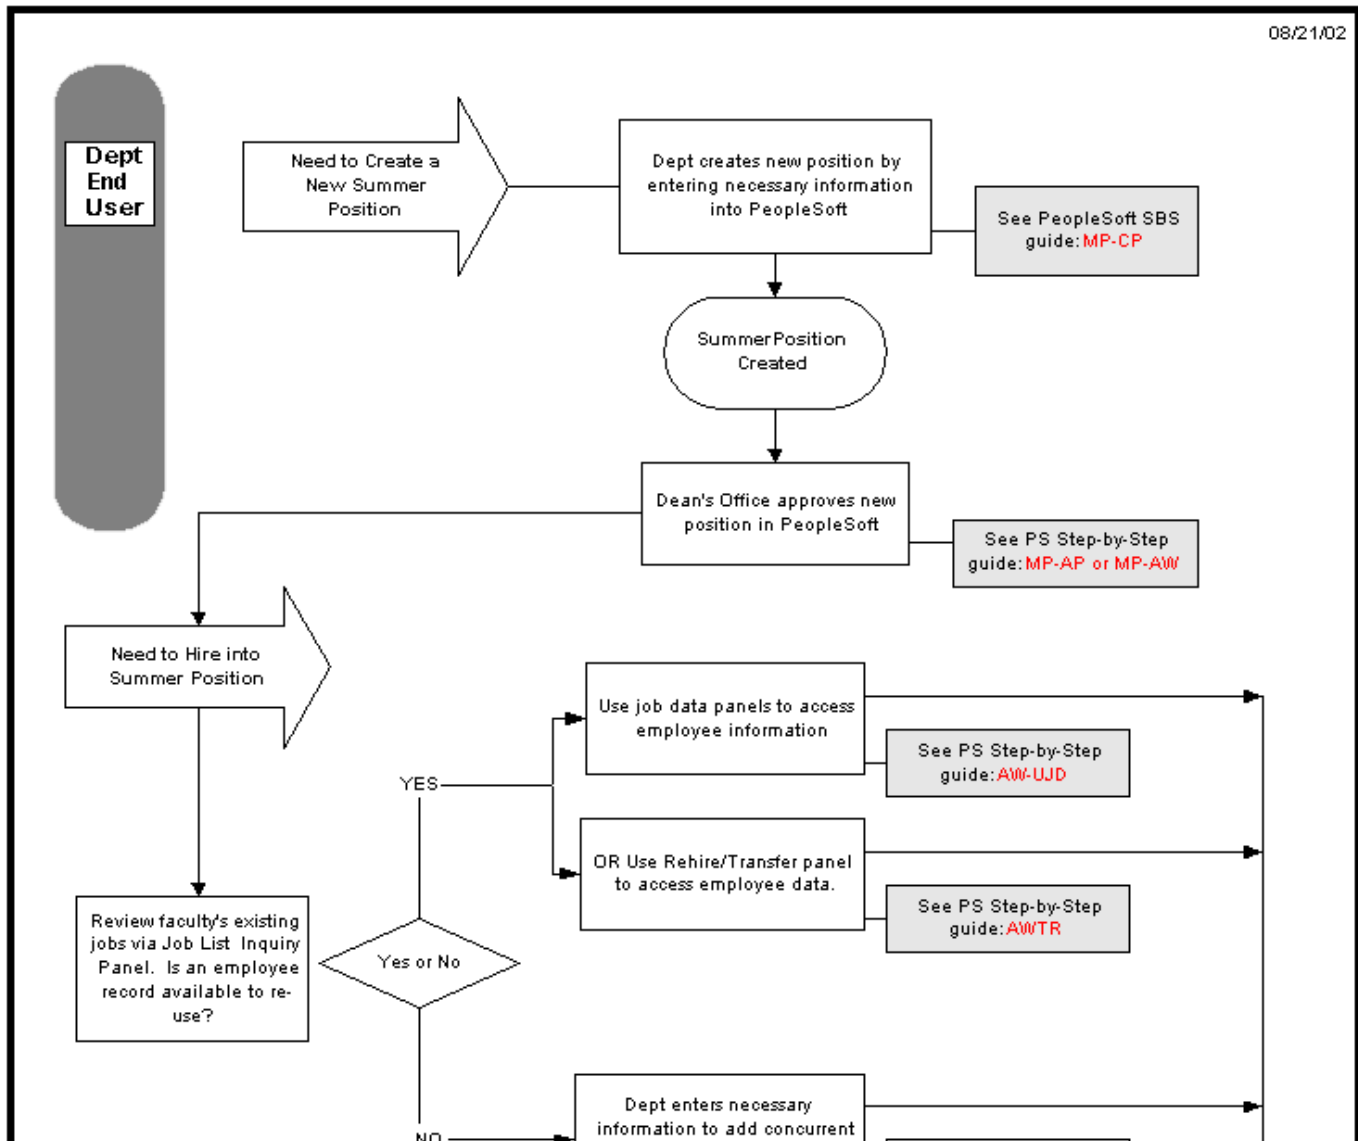 08/21/02
Dept
End
User
Need to Create a
New Summer
Position
Dept creates new position by
entering necessary information
into PeopleSoft
See PeopleSoft SBS
guide: MP-CP
SummerPosition
Created
Dean's Office approves new
position in PeopleSoft
See PS Step-by-Step
guide: MP-AP or MP-AW
Need to Hire into
Summer Position
Use job data panels to access
employee information
See PS Step-by-Step
guide: AW-UJD
YES
OR Use Rehire/Transfer panel
to access employee data.
See PS Step-by-Step
guide: AWTR
Review faculty's existing
jobs via Job List Inquiry
Panel. Is an employee
record available to re-
use?
Yes or No
Dept enters necessary
information to add concurrent
NO